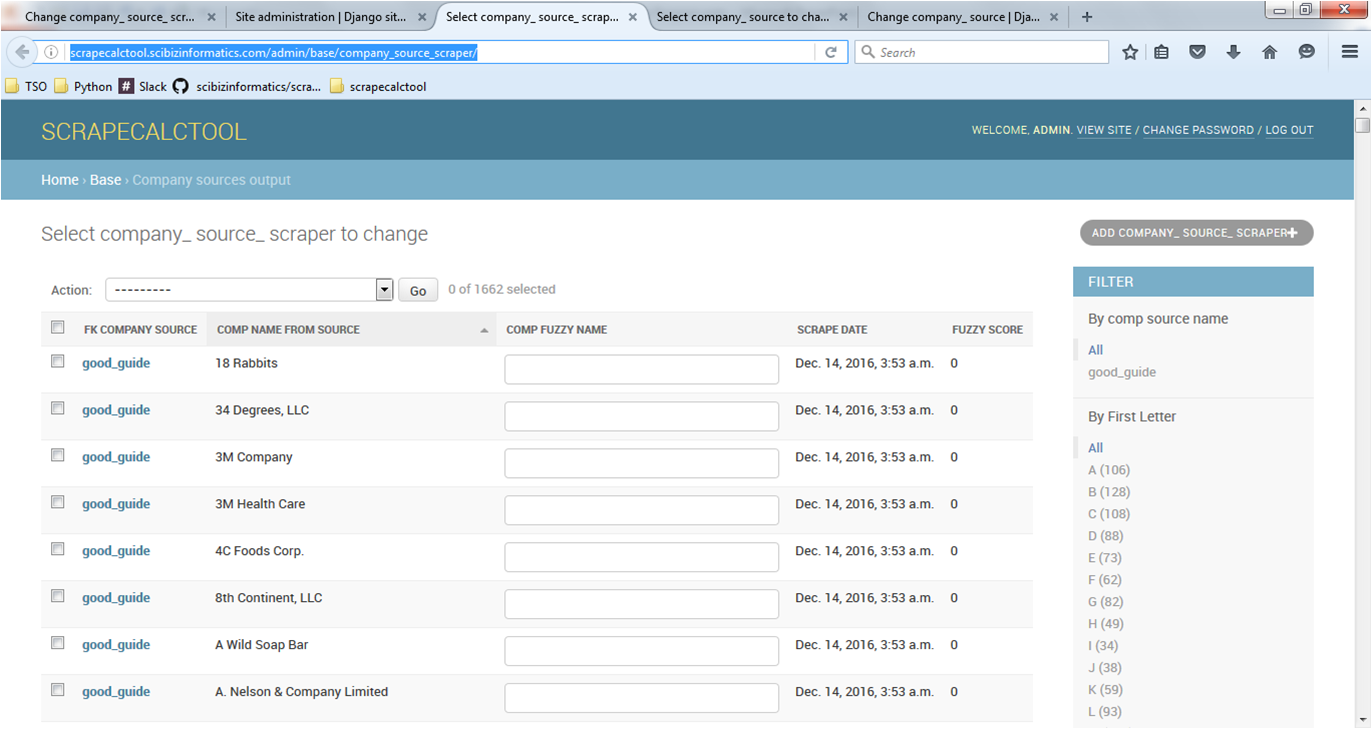 Change company_ source_ scr...
Site administration | Django sit...
Select company_ source_ scrap...
Select company_ source to cha...
Change company_ source | Dja...
scrapecalctool.scibizinformatics.com/admin/base/company_source_scraper/
Search
TSO
Python
Slack
scibizinformatics/scra...
scrapecalctool
SCRAPECALCTOOL
WELCOME, ADMIN. VIEW SITE / CHANGE PASSWORD / LOG OUT
Home › Base › Company sources output
Select company_ source_ scraper to change
ADD COMPANY_ SOURCE_ SCRAPER+
Action: --------- Go 0 of 1662 selected
FK COMPANY SOURCE COMP NAME FROM SOURCE COMP FUZZY NAME SCRAPE DATE FUZZY SCORE
good_guide 18 Rabbits Dec. 14, 2016, 3:53 a.m. 0
good_guide 34 Degrees, LLC Dec. 14, 2016, 3:53 a.m. 0
good_guide 3M Company Dec. 14, 2016, 3:53 a.m. 0
good_guide 3M Health Care Dec. 14, 2016, 3:53 a.m. 0
good_guide 4C Foods Corp. Dec. 14, 2016, 3:53 a.m. 0
good_guide 8th Continent, LLC Dec. 14, 2016, 3:53 a.m. 0
good_guide A Wild Soap Bar Dec. 14, 2016, 3:53 a.m. 0
good_guide A. Nelson & Company Limited Dec. 14, 2016, 3:53 a.m. 0
FILTER
By comp source name
All
good_guide
By First Letter
All
A (106)
B (128)
C (108)
D (88)
E (73)
F (62)
G (82)
H (49)
I (34)
J (38)
K (59)
L (93)